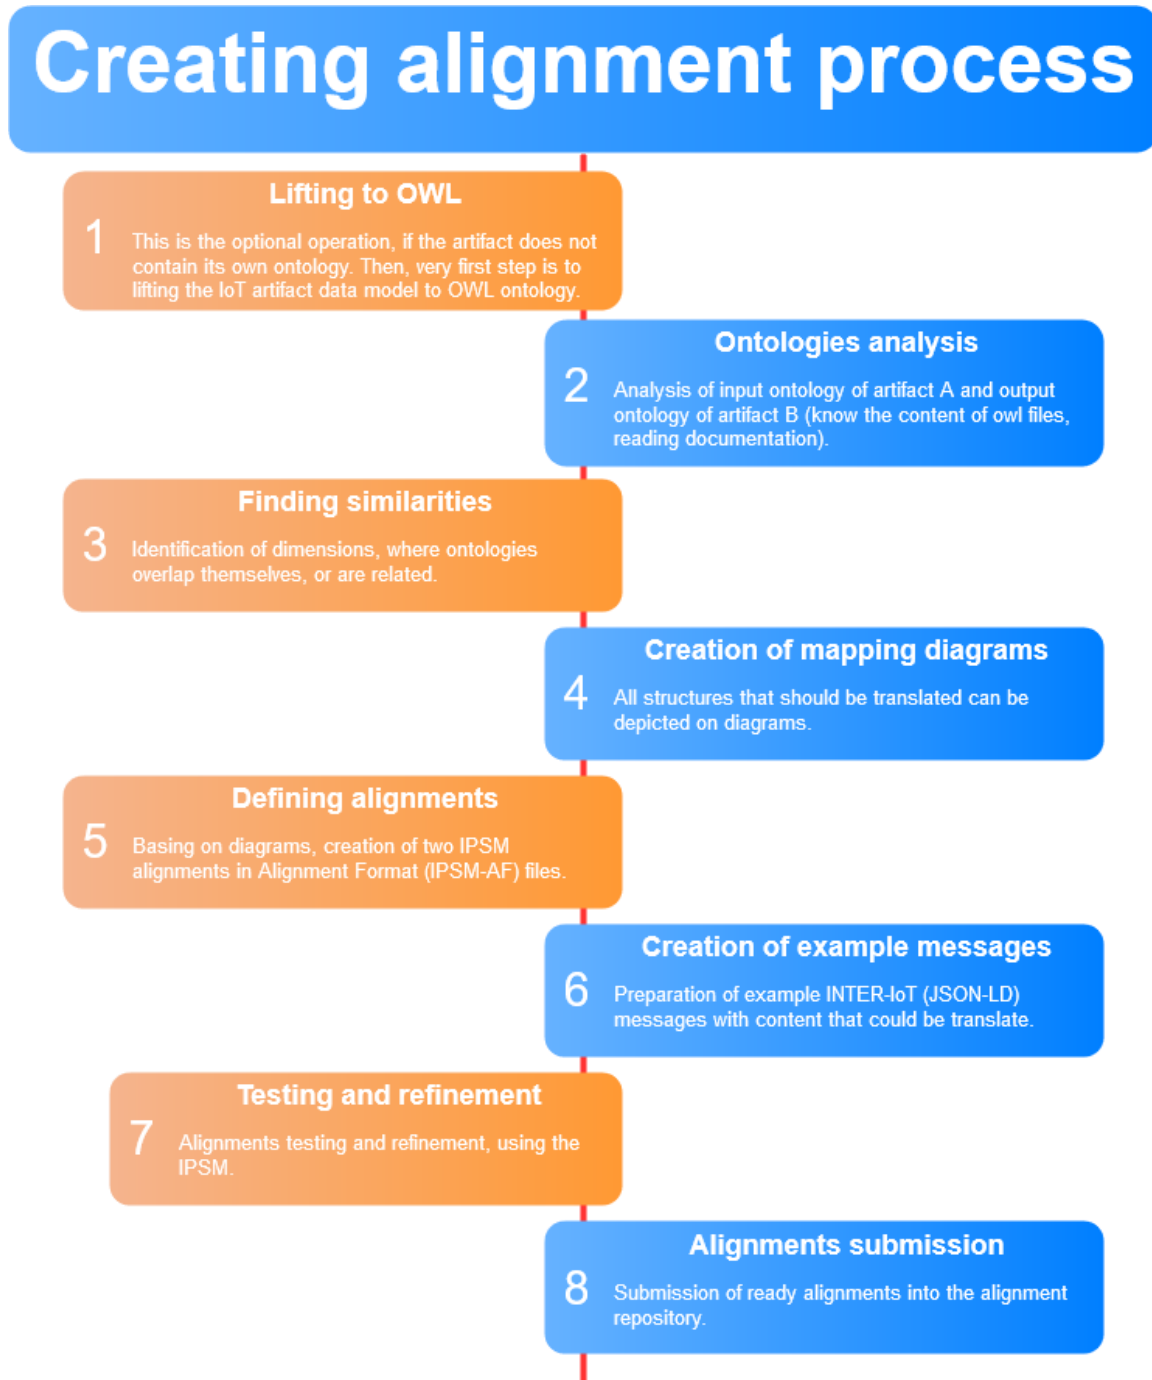 Creating alignment process
Lifting to OWL
1
This is the optional operation, if the artifact does not
contain its own ontology. Then, very first step is to
lifting the IoT artifact data model to OWL ontology.
Ontologies analysis
2
Analysis of input ontology of artifact A and output
ontology of artifact B (know the content of owl files,
reading documentation).
Finding similarities
3
Identification of dimensions, where ontologies
overlap themselves, or are related.
Creation of mapping diagrams
4
All structures that should be translated can be
depicted on diagrams.
Defining alignments
5
Basing on diagrams, creation of two IPSM
alignments in Alignment Format (IPSM-AF) files.
Creation of example messages
6
Preparation of example INTER-IoT (JSON-LD)
messages with content that could be translate.
Testing and refinement
7
Alignments testing and refinement, using the
IPSM.
Alignments submission
8
Submission of ready alignments into the alignment
repository.